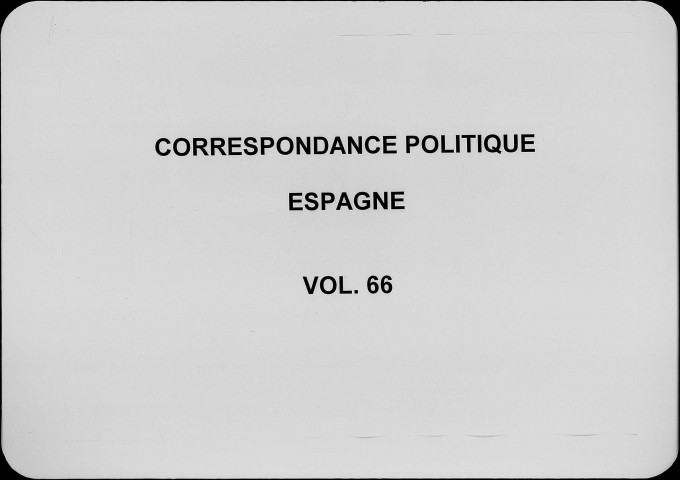 CORRESPONDANCE POLITIQUE
ESPAGNE
VOL. 66